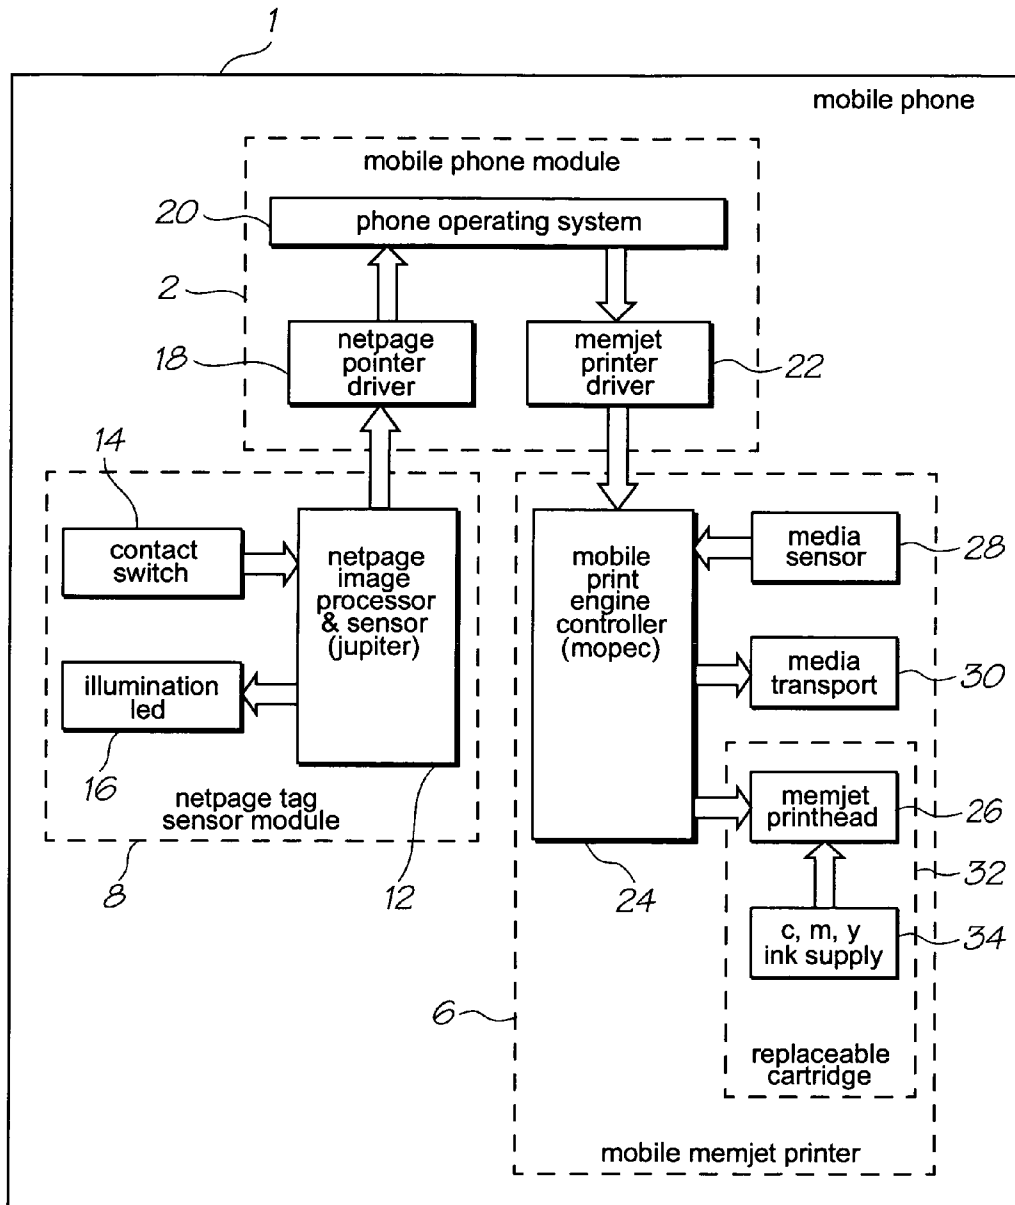 1
mobile phone
mobile phone module
20
phone operating system
2
18
netpage
pointer
driver
memjet
printer
driver
22
14
contact
switch
netpage
image
processor
& sensor
(jupiter)
illumination
led
16
netpage tag
sensor module
8
12
mobile
print
engine
controller
(mopec)
media
sensor
28
media
transport
30
memjet
printhead
26
24
32
c, m, y
ink supply
34
6
replaceable
cartridge
mobile memjet printer